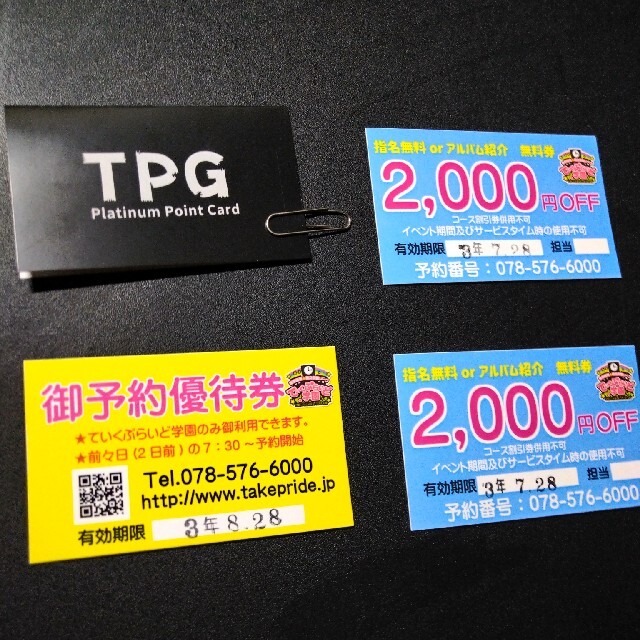 TPG
Platinum Point Card
指名無料 or アルバム紹介 無料券
2,000円OFF
コース割引券併用不可
イベント期間及びサービスタイム時の使用不可
有効期限 3年 7.28 担当
予約番号：078-576-6000
御予約優待券
★ていくぷらいど学園のみ御利用できます。
★前々日(2日前)の7：30～予約開始
Tel.078-576-6000
http://www.takepride.jp
有効期限 3年 8.28
指名無料 or アルバム紹介 無料券
2,000円OFF
コース割引券併用不可
イベント期間及びサービスタイム時の使用不可
有効期限 3年 7.28 担当
予約番号：078-576-6000